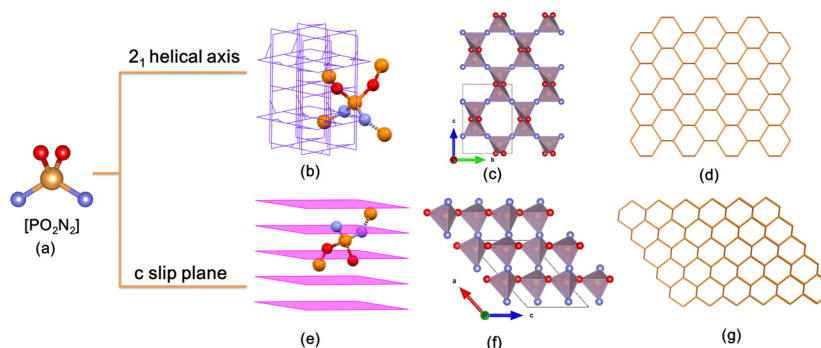 2₁ helical axis
[PO₂N₂]
(a)
c slip plane
(b)
c
b
(c)
(d)
(e)
a
c
(f)
(g)